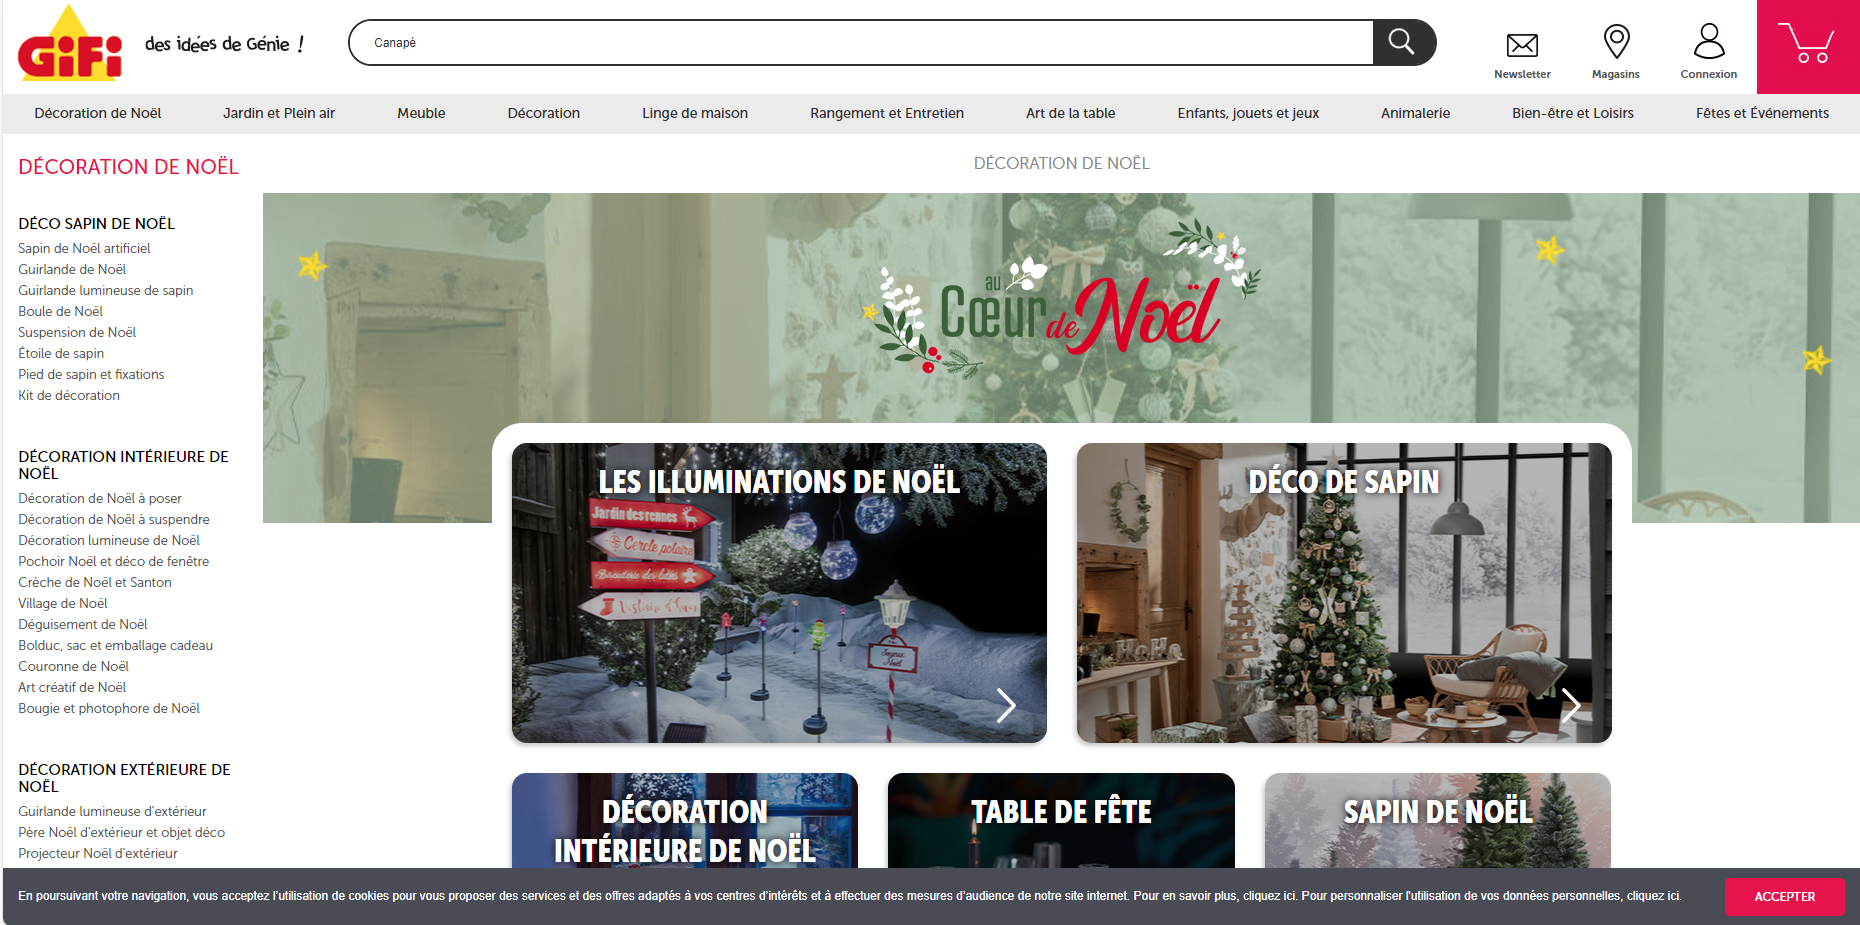 GiFi
des idées de Génie !
Canapé
Newsletter
Magasins
Connexion
Décoration de Noël
Jardin et Plein air
Meuble
Décoration
Linge de maison
Rangement et Entretien
Art de la table
Enfants, jouets et jeux
Animalerie
Bien-être et Loisirs
Fêtes et Événements
DÉCORATION DE NOËL
DÉCO SAPIN DE NOËL
Sapin de Noël artificiel
Guirlande de Noël
Guirlande lumineuse de sapin
Boule de Noël
Suspension de Noël
Étoile de sapin
Pied de sapin et fixations
Kit de décoration
DÉCORATION INTÉRIEURE DE
NOËL
Décoration de Noël à poser
Décoration de Noël à suspendre
Décoration lumineuse de Noël
Pochoir Noël et déco de fenêtre
Crèche de Noël et Santon
Village de Noël
Déguisement de Noël
Bolduc, sac et emballage cadeau
Couronne de Noël
Art créatif de Noël
Bougie et photophore de Noël
DÉCORATION EXTÉRIEURE DE
NOËL
Guirlande lumineuse d'extérieur
Père Noël d'extérieur et objet déco
Projecteur Noël d'extérieur
DÉCORATION DE NOËL
au
Cœur de Noël
LES ILLUMINATIONS DE NOËL
Jardin des rennes
Cercle polaire
Joyeux
Noël
DÉCO DE SAPIN
HoHo
DÉCORATION
INTÉRIEURE DE NOËL
TABLE DE FÊTE
SAPIN DE NOËL
En poursuivant votre navigation, vous acceptez l'utilisation de cookies pour vous proposer des services et des offres adaptés à vos centres d'intérêts et à effectuer des mesures d'audience de notre site internet. Pour en savoir plus, cliquez ici. Pour personnaliser l'utilisation de vos données personnelles, cliquez ici.
ACCEPTER